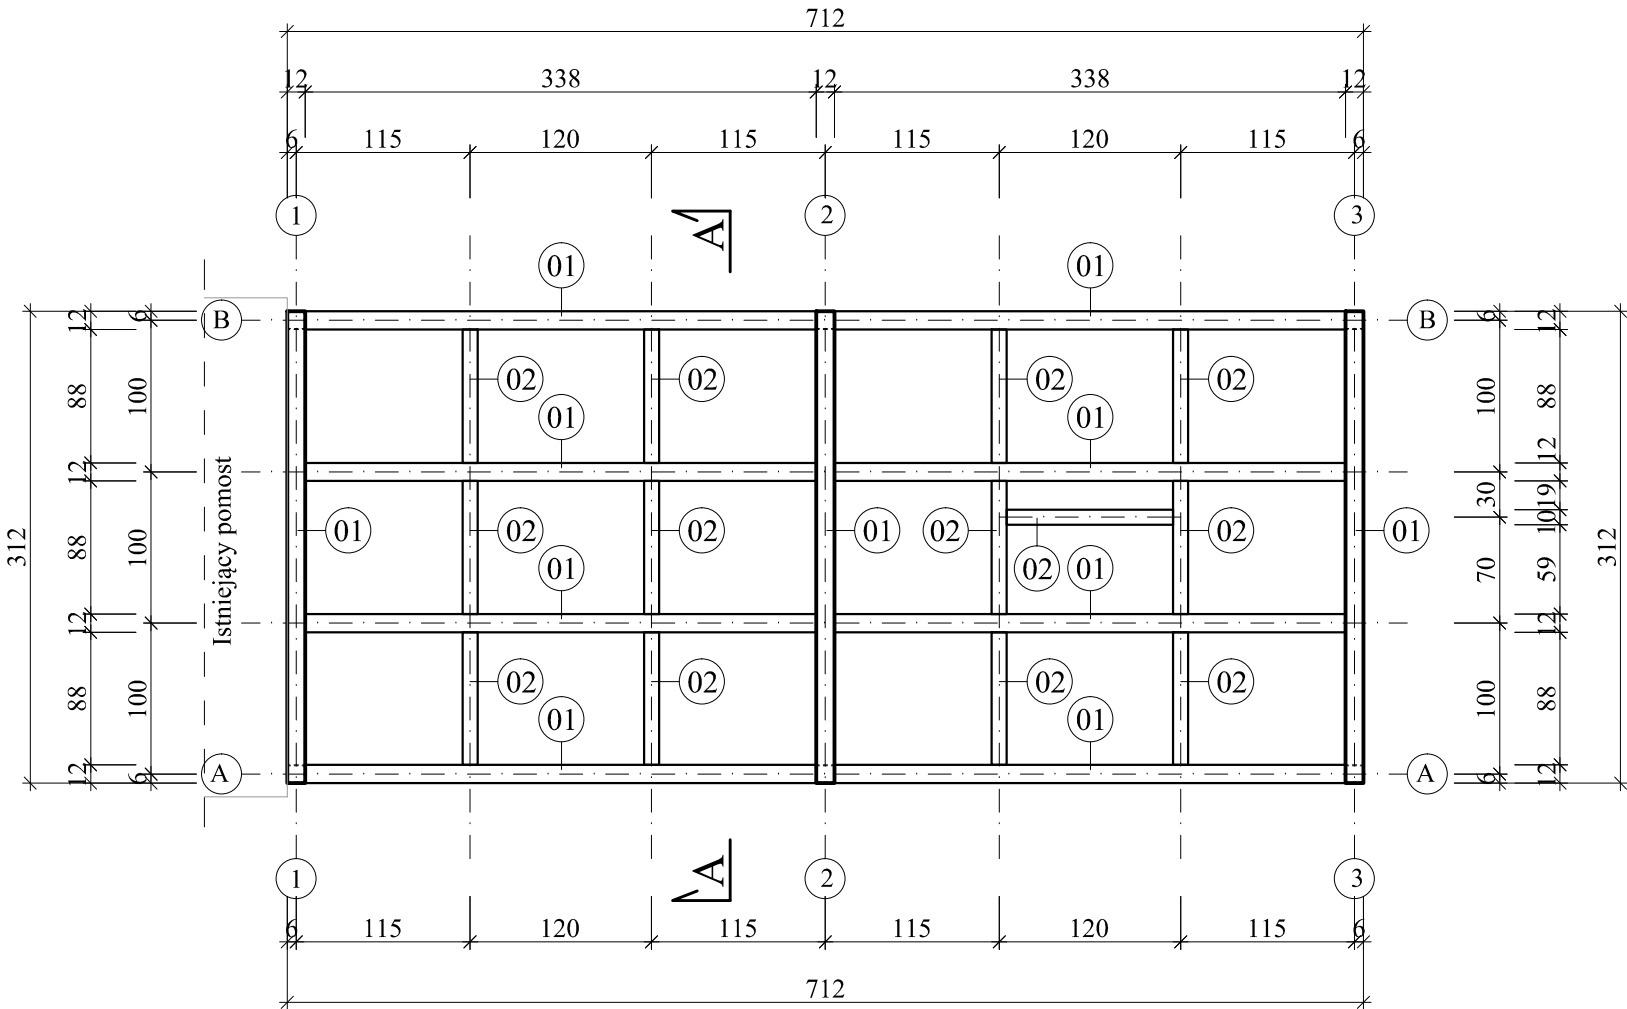 712
12 338 12 338 12
6 115 120 115 115 120 115 6
1 2 3
A
01 01
B B
02 02 02 02
01 01
01 02 02 01 02 02 01
01 02 01
02 02 02 02
01 01
A A
Istniejący pomost
312
12 88 12 88 12 88 12
6 100 100 100 6
6 100 30 70 100 6
12 88 12 19 10 59 12 88 12
312
A
1 2 3
6 115 120 115 115 120 115 6
712